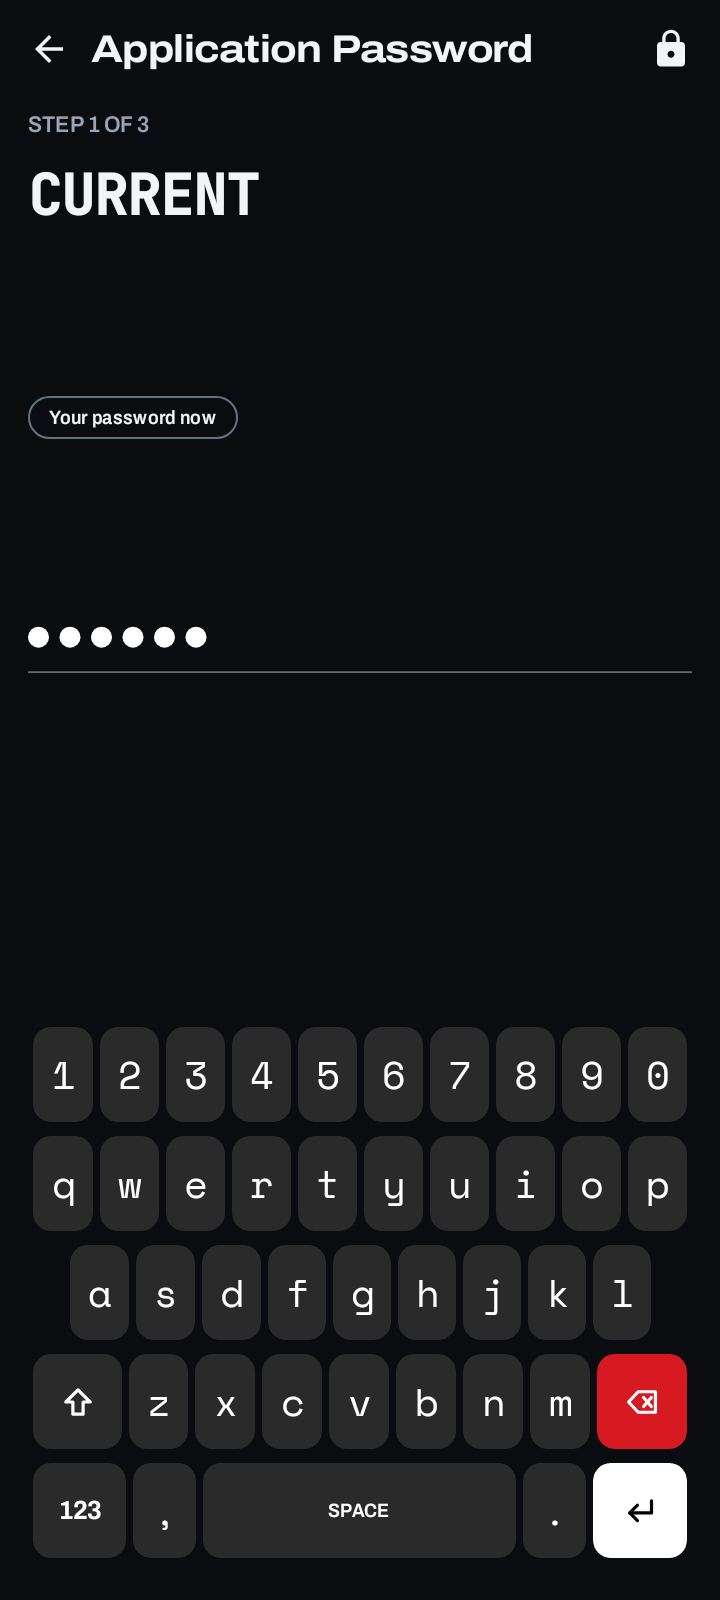 Application Password
STEP 1 OF 3
CURRENT
Your password now
1 2 3 4 5 6 7 8 9 0
q w e r t y u i o p
a s d f g h j k l
z x c v b n m
123 , SPACE .